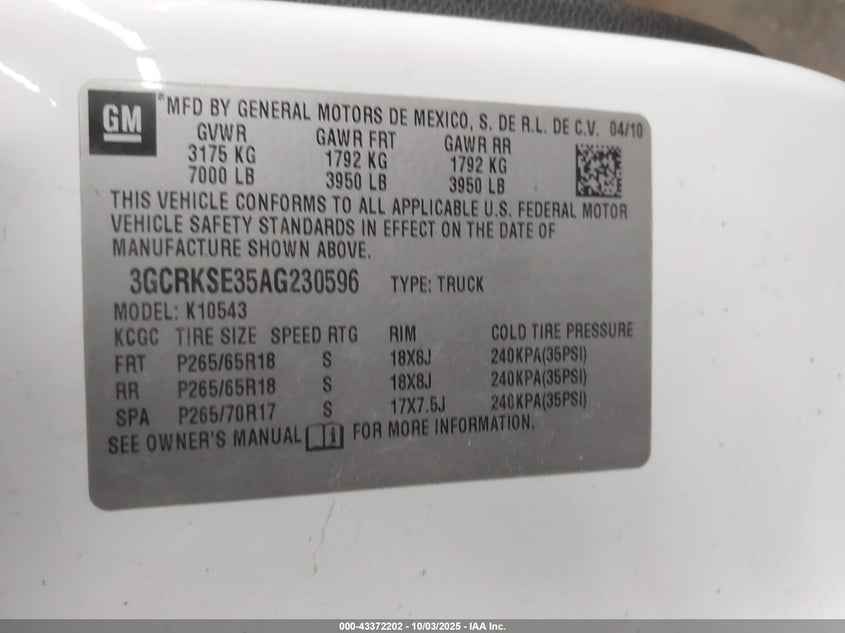 GM ® MFD BY GENERAL MOTORS DE MEXICO, S. DE R.L. DE C.V. 04/10
GVWR GAWR FRT GAWR RR
3175 KG 1792 KG 1792 KG
7000 LB 3950 LB 3950 LB
THIS VEHICLE CONFORMS TO ALL APPLICABLE U.S. FEDERAL MOTOR
VEHICLE SAFETY STANDARDS IN EFFECT ON THE DATE OF
MANUFACTURE SHOWN ABOVE.
3GCRKSE35AG230596 TYPE: TRUCK
MODEL: K10543
KCGC TIRE SIZE SPEED RTG RIM COLD TIRE PRESSURE
FRT P265/65R18 S 18X8J 240KPA(35PSI)
RR P265/65R18 S 18X8J 240KPA(35PSI)
SPA P265/70R17 S 17X7.5J 240KPA(35PSI)
SEE OWNER'S MANUAL FOR MORE INFORMATION.
000-43372202 - 10/03/2025 - IAA Inc.